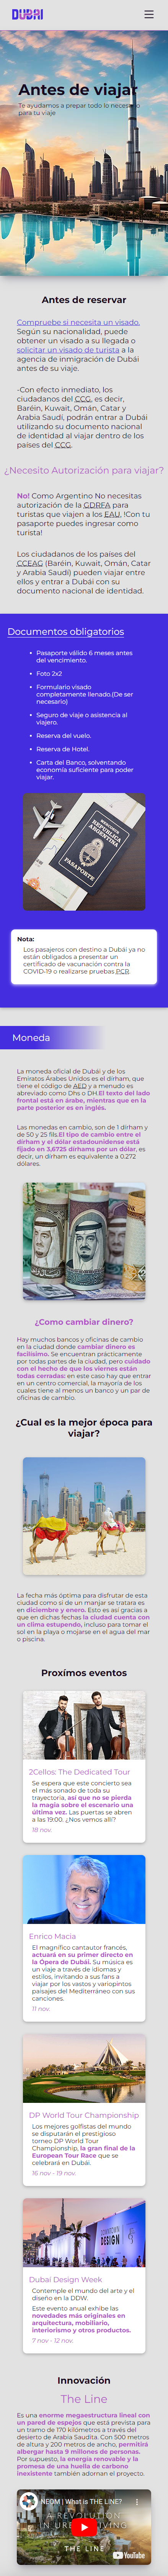 DUBAI
Antes de viajar
Te ayudamos a prepar todo lo necesario
para tu viaje
Antes de reservar
Compruebe si necesita un visado.
Según su nacionalidad, puede
obtener un visado a su llegada o
solicitar un visado de turista a la
agencia de inmigración de Dubái
antes de su viaje.
-Con efecto inmediato, los
ciudadanos del CCG, es decir,
Baréin, Kuwait, Omán, Catar y
Arabia Saudí, podrán entrar a Dubái
utilizando su documento nacional
de identidad al viajar dentro de los
países del CCG.
¿Necesito Autorización para viajar?
No! Como Argentino No necesitas
autorización de la GDRFA para
turistas que viajen a los EAU, !Con tu
pasaporte puedes ingresar como
turista!
Los ciudadanos de los países del
CCEAG (Baréin, Kuwait, Omán, Catar
y Arabia Saudí) pueden viajar entre
ellos y entrar a Dubái con su
documento nacional de identidad.
Documentos obligatorios
• Pasaporte válido 6 meses antes
del vencimiento.
• Foto 2x2
• Formulario visado
completamente llenado.(De ser
necesario)
• Seguro de viaje o asistencia al
viajero.
• Reserva del vuelo.
• Reserva de Hotel.
• Carta del Banco, solventando
economía suficiente para poder
viajar.
REPÚBLICA
ARGENTINA
PASAPORTE
Nota:
Los pasajeros con destino a Dubái ya no
están obligados a presentar un
certificado de vacunación contra la
COVID-19 o realizarse pruebas PCR.
Moneda
La moneda oficial de Dubái y de los
Emiratos Árabes Unidos es el dírham, que
tiene el código de AED y a menudo es
abreviado como Dhs o DH.El texto del lado
frontal está en árabe, mientras que en la
parte posterior es en inglés.
Las monedas en cambio, son de 1 dírham y
de 50 y 25 fils.El tipo de cambio entre el
dírham y el dólar estadounidense está
fijado en 3,6725 dírhams por un dólar, es
decir, un dírham es equivalente a 0.272
dólares.
¿Como cambiar dinero?
Hay muchos bancos y oficinas de cambio
en la ciudad donde cambiar dinero es
facilísimo. Se encuentran prácticamente
por todas partes de la ciudad, pero cuidado
con el hecho de que los viernes están
todas cerradas: en este caso hay que entrar
en un centro comercial, la mayoría de los
cuales tiene al menos un banco y un par de
oficinas de cambio.
¿Cual es la mejor época para
viajar?
La fecha más óptima para disfrutar de esta
ciudad como si de un manjar se tratara es
en diciembre y enero. Esto es así gracias a
que en dichas fechas la ciudad cuenta con
un clima estupendo, incluso para tomar el
sol en la playa o mojarse en el agua del mar
o piscina.
Proxímos eventos
2Cellos: The Dedicated Tour
Se espera que este concierto sea
el más sonado de toda su
trayectoria, así que no se pierda
la magia sobre el escenario una
última vez. Las puertas se abren
a las 19:00. ¿Nos vemos allí?
18 nov.
Enrico Macia
El magnífico cantautor francés,
actuará en su primer directo en
la Ópera de Dubái. Su música es
un viaje a través de idiomas y
estilos, invitando a sus fans a
viajar por los vastos y variopintos
paisajes del Mediterráneo con sus
canciones.
11 nov.
DP World Tour Championship
Los mejores golfistas del mundo
se disputarán el prestigioso
torneo DP World Tour
Championship, la gran final de la
European Tour Race que se
celebrará en Dubái.
16 nov - 19 nov.
DOWNTOWN
DESIGN
Dubai Design Week
Contemple el mundo del arte y el
diseño en la DDW.
Este evento anual exhibe las
novedades más originales en
arquitectura, mobiliario,
interiorismo y otros productos.
7 nov - 12 nov.
Innovación
The Line
Es una enorme megaestructura lineal con
un pared de espejos que está prevista para
un tramo de 170 kilómetros a través del
desierto de Arabia Saudita. Con 500 metros
de altura y 200 metros de ancho, permitirá
albergar hasta 9 millones de personas.
Por supuesto, la energía renovable y la
promesa de una huella de carbono
inexistente también adornan el proyecto.
NEOM | What is THE LINE?
A REVOLUTION
IN URBAN LIVING
THE LINE
YouTube